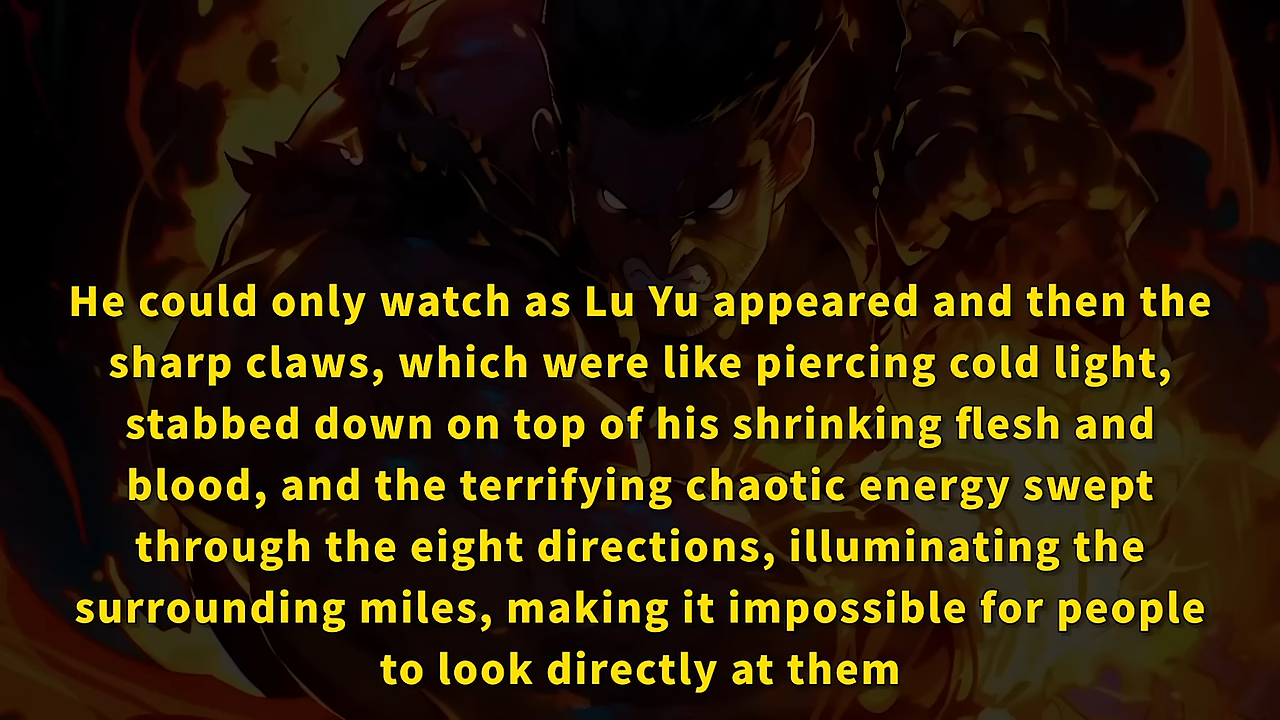 He could only watch as Lu Yu appeared and then the
sharp claws, which were like piercing cold light,
stabbed down on top of his shrinking flesh and
blood, and the terrifying chaotic energy swept
through the eight directions, illuminating the
surrounding miles, making it impossible for people
to look directly at them